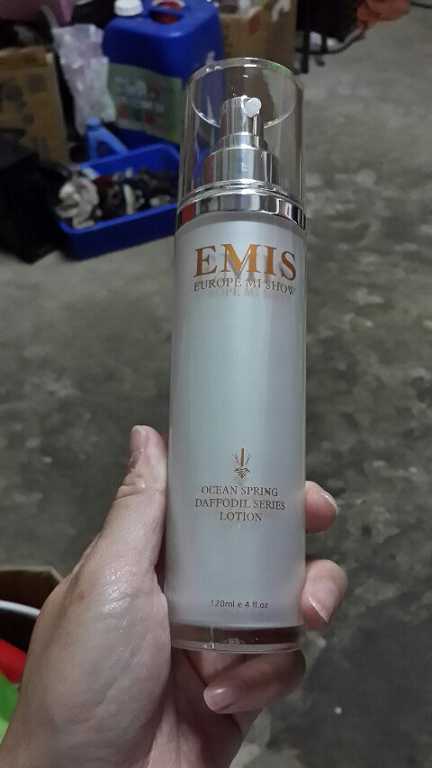 EMIS
EUROPE MI SHOW
OCEAN SPRING
DAFFODIL SERIES
LOTION
120ml e 4 fl.oz